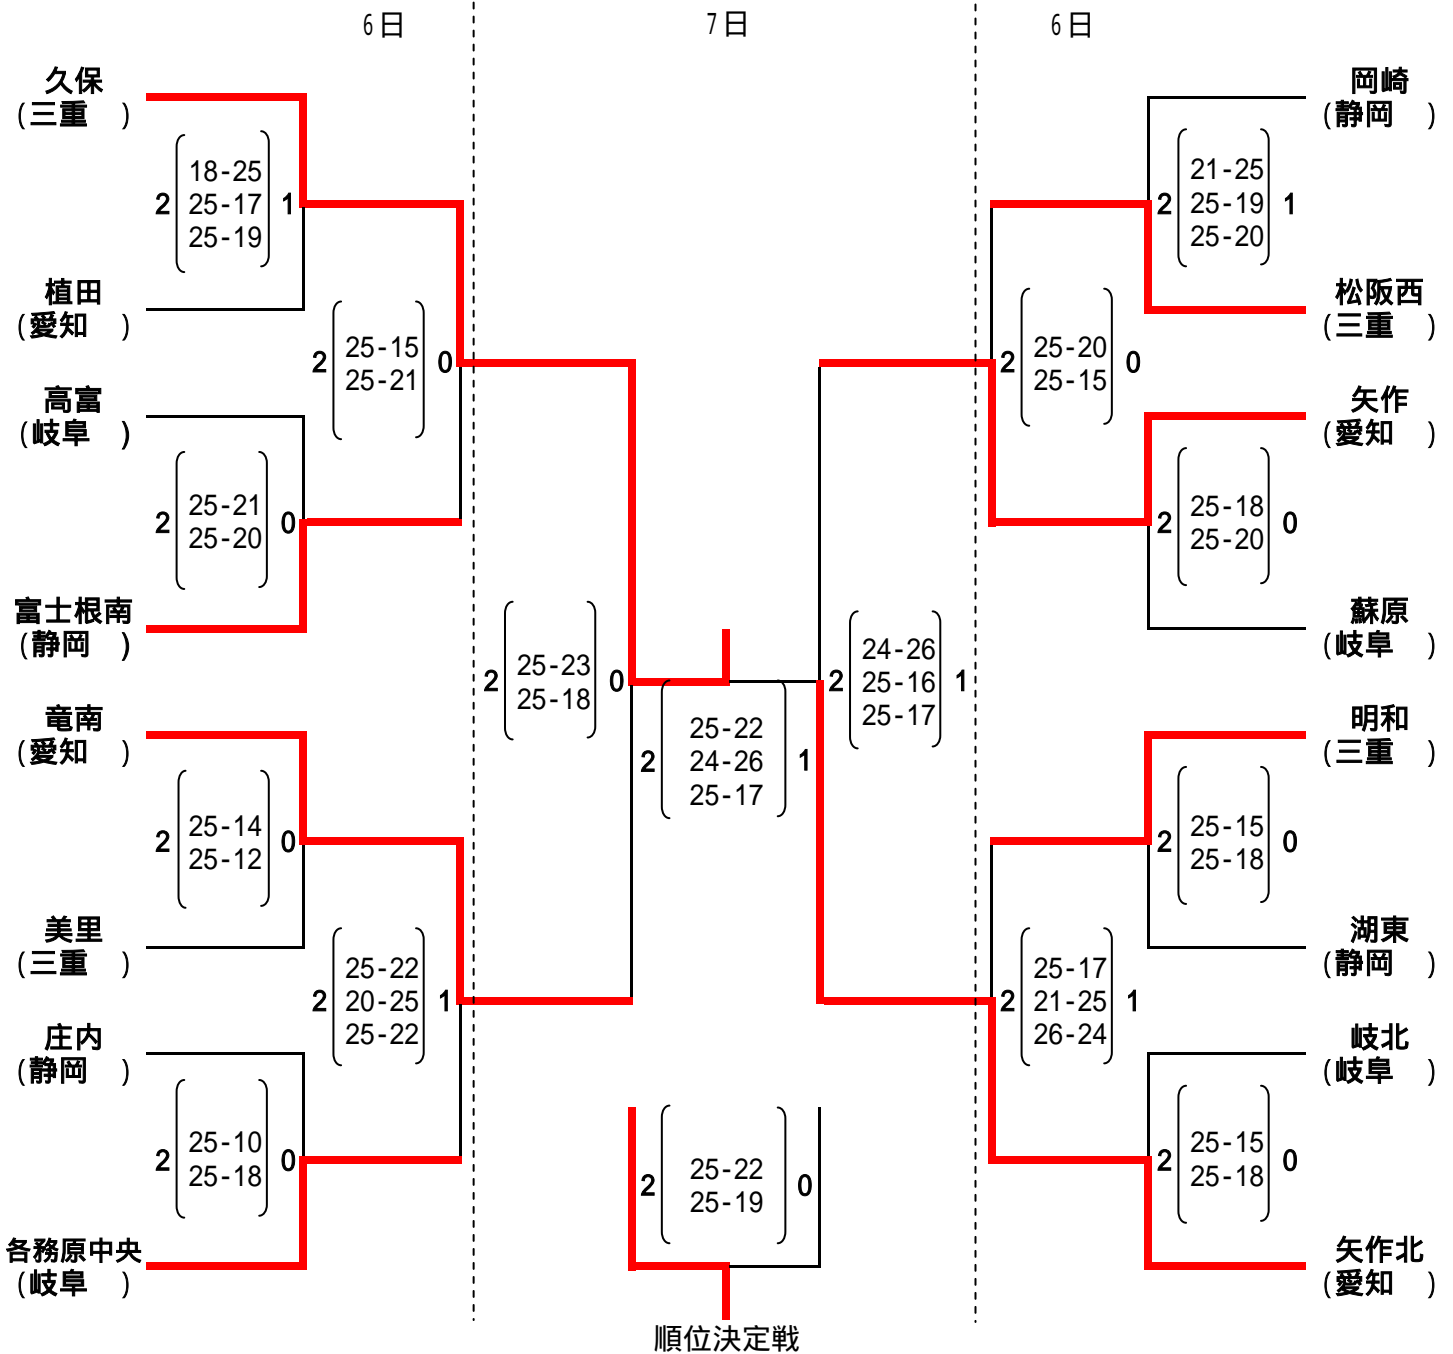 6日
7日
6日
久保
(三重　)
2
18-25
25-17
25-19
1
植田
(愛知　)
2
25-15
25-21
0
高富
(岐阜　)
2
25-21
25-20
0
富士根南
(静岡　)
2
25-23
25-18
0
竜南
(愛知　)
2
25-14
25-12
0
美里
(三重　)
2
25-22
20-25
25-22
1
庄内
(静岡　)
2
25-10
25-18
0
各務原中央
(岐阜　)
2
25-22
24-26
25-17
1
2
25-22
25-19
0
順位決定戦
岡崎
(静岡　)
2
21-25
25-19
25-20
1
松阪西
(三重　)
2
25-20
25-15
0
矢作
(愛知　)
2
25-18
25-20
0
蘇原
(岐阜　)
2
24-26
25-16
25-17
1
明和
(三重　)
2
25-15
25-18
0
湖東
(静岡　)
2
25-17
21-25
26-24
1
岐北
(岐阜　)
2
25-15
25-18
0
矢作北
(愛知　)